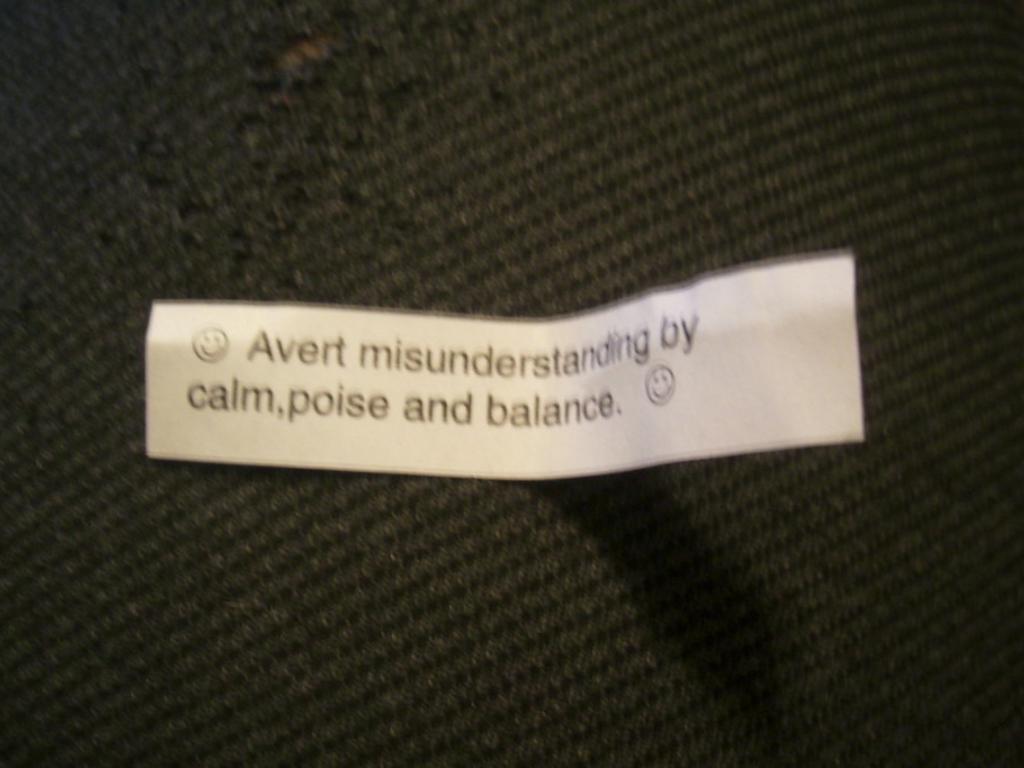 ☺ Avert misunderstanding by
calm,poise and balance. ☺